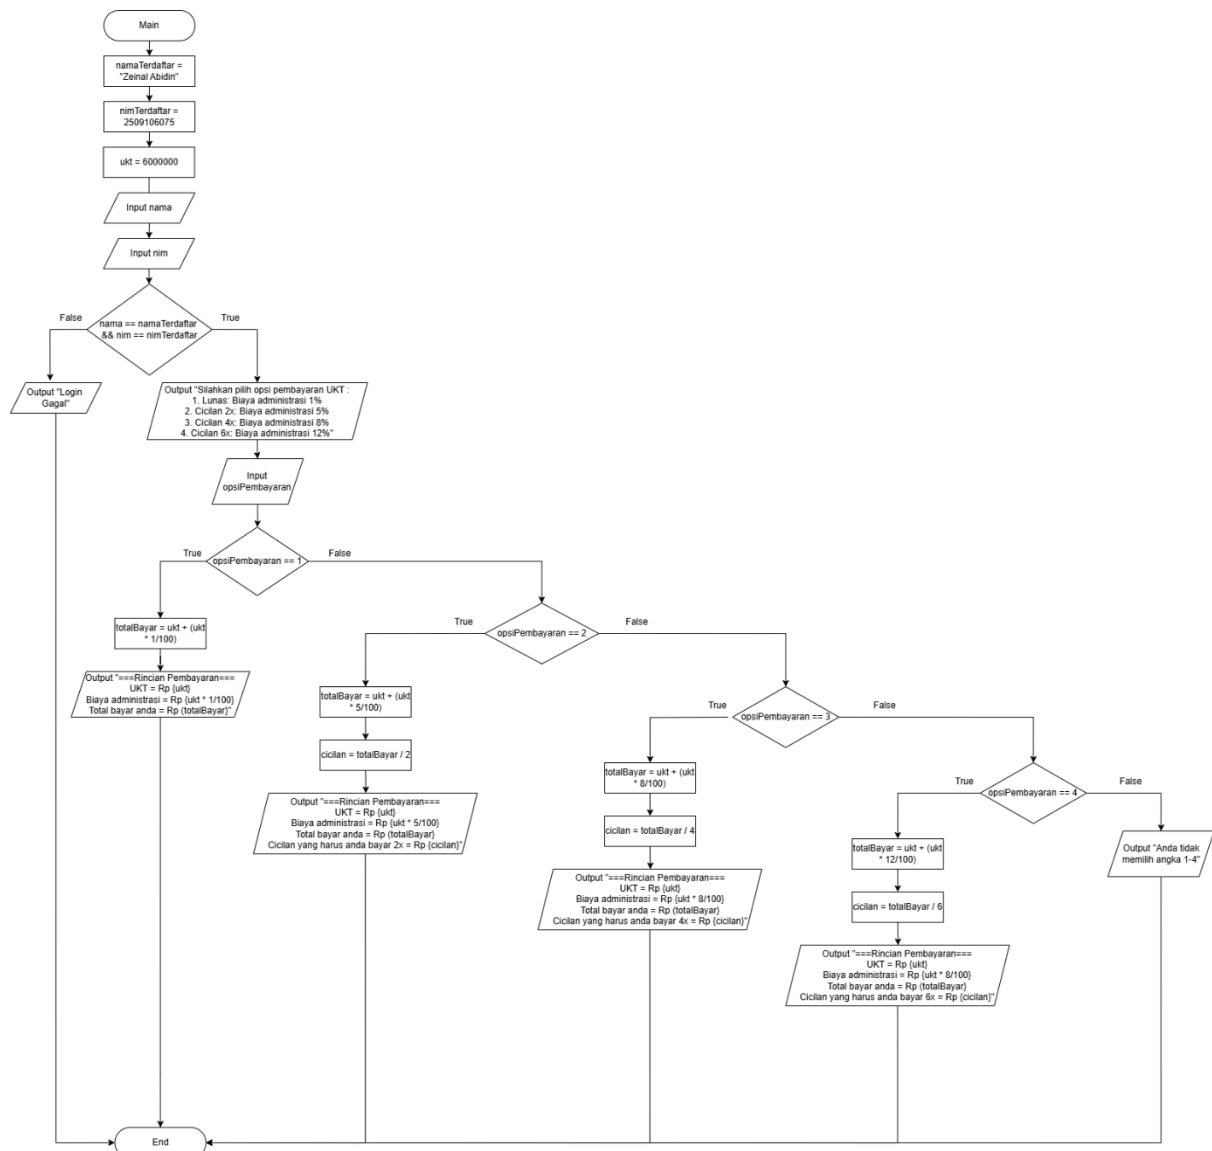 Main
namaTerdaftar =
"Zeinal Abidin"
nimTerdaftar =
2509106075
ukt = 6000000
Input nama
Input nim
nama == namaTerdaftar
&& nim == nimTerdaftar
False
True
Output "Login
Gagal"
Output "Silahkan pilih opsi pembayaran UKT :
1. Lunas: Biaya administrasi 1%
2. Cicilan 2x: Biaya administrasi 5%
3. Cicilan 4x: Biaya administrasi 8%
4. Cicilan 6x: Biaya administrasi 12%"
Input
opsiPembayaran
opsiPembayaran == 1
True
False
totalBayar = ukt + (ukt
* 1/100)
Output "===Rincian Pembayaran===
UKT = Rp {ukt}
Biaya administrasi = Rp {ukt * 1/100}
Total bayar anda = Rp (totalBayar}"
opsiPembayaran == 2
True
False
totalBayar = ukt + (ukt
* 5/100)
cicilan = totalBayar / 2
Output "===Rincian Pembayaran===
UKT = Rp {ukt}
Biaya administrasi = Rp {ukt * 5/100}
Total bayar anda = Rp (totalBayar}
Cicilan yang harus anda bayar 2x = Rp {cicilan}"
opsiPembayaran == 3
True
False
totalBayar = ukt + (ukt
* 8/100)
cicilan = totalBayar / 4
Output "===Rincian Pembayaran===
UKT = Rp {ukt}
Biaya administrasi = Rp {ukt * 8/100}
Total bayar anda = Rp (totalBayar}
Cicilan yang harus anda bayar 4x = Rp {cicilan}"
opsiPembayaran == 4
True
False
totalBayar = ukt + (ukt
* 12/100)
cicilan = totalBayar / 6
Output "===Rincian Pembayaran===
UKT = Rp {ukt}
Biaya administrasi = Rp {ukt * 8/100}
Total bayar anda = Rp (totalBayar}
Cicilan yang harus anda bayar 6x = Rp {cicilan}"
Output "Anda tidak
memilih angka 1-4"
End